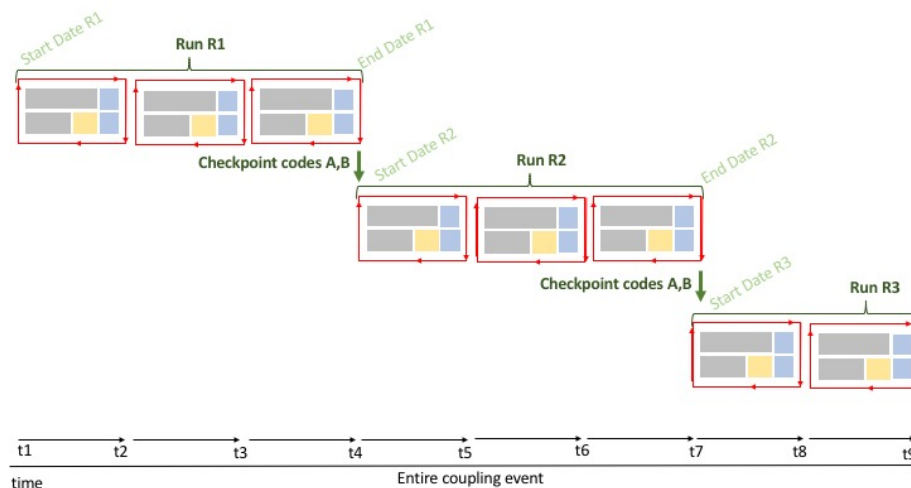 Start Date R1
Run R1
End Date R1
Checkpoint codes A,B
Start Date R2
Run R2
End Date R2
Checkpoint codes A,B
Start Date R3
Run R3
t1 t2 t3 t4 t5 t6 t7 t8 t9
Entire coupling event
time